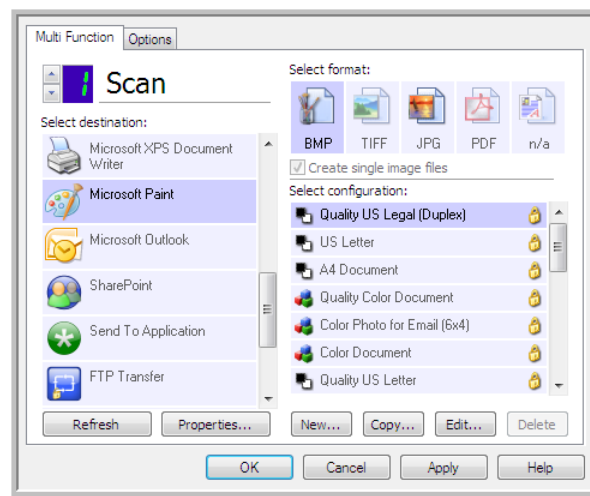 Multi Function
Options
1 Scan
Select destination:
Microsoft XPS Document
Writer
Microsoft Paint
Microsoft Outlook
SharePoint
Send To Application
FTP Transfer
Refresh
Properties...
Select format:
BMP
TIFF
JPG
PDF
n/a
Create single image files
Select configuration:
Quality US Legal (Duplex)
US Letter
A4 Document
Quality Color Document
Color Photo for Email (6x4)
Color Document
Quality US Letter
New...
Copy...
Edit...
Delete
OK
Cancel
Apply
Help